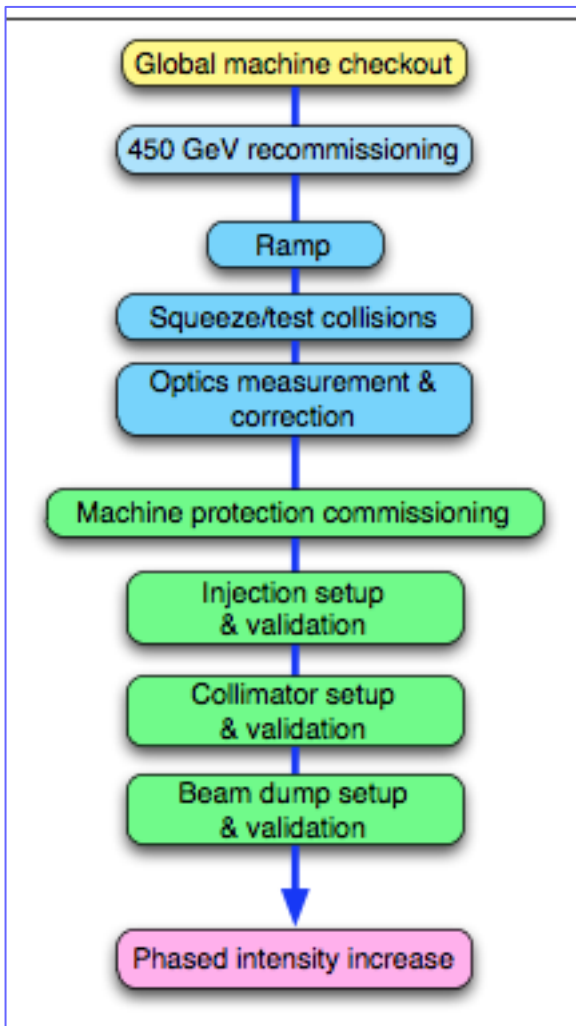 Global machine checkout
450 GeV recommissioning
Ramp
Squeeze/test collisions
Optics measurement &
correction
Machine protection commissioning
Injection setup
& validation
Collimator setup
& validation
Beam dump setup
& validation
Phased intensity increase